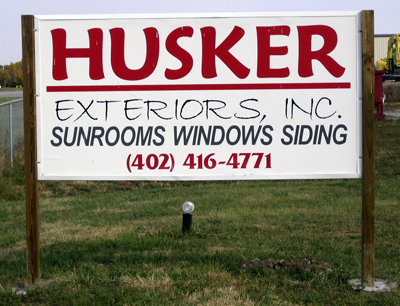 HUSKER
EXTERIORS, INC.
SUNROOMS WINDOWS SIDING
(402) 416-4771